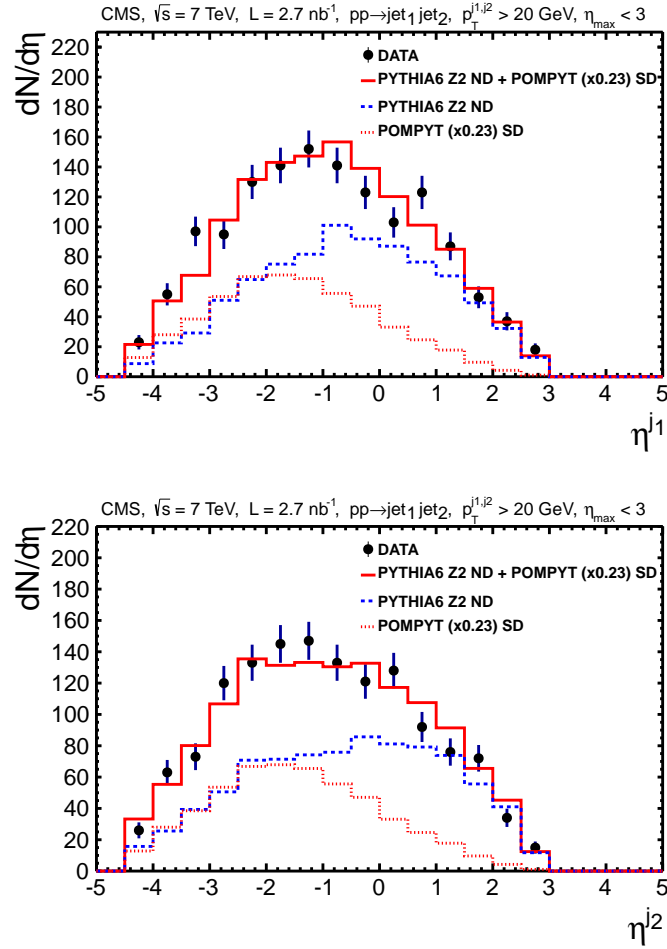 CMS, √s = 7 TeV, L = 2.7 nb⁻¹, pp→jet₁ jet₂, p_T^{j1,j2} > 20 GeV, η_max < 3
dN/dη
220
200
180
160
140
120
100
80
60
40
20
0
DATA
PYTHIA6 Z2 ND + POMPYT (x0.23) SD
PYTHIA6 Z2 ND
POMPYT (x0.23) SD
-5 -4 -3 -2 -1 0 1 2 3 4 5
η^{j1}
CMS, √s = 7 TeV, L = 2.7 nb⁻¹, pp→jet₁ jet₂, p_T^{j1,j2} > 20 GeV, η_max < 3
dN/dη
220
200
180
160
140
120
100
80
60
40
20
0
DATA
PYTHIA6 Z2 ND + POMPYT (x0.23) SD
PYTHIA6 Z2 ND
POMPYT (x0.23) SD
-5 -4 -3 -2 -1 0 1 2 3 4 5
η^{j2}